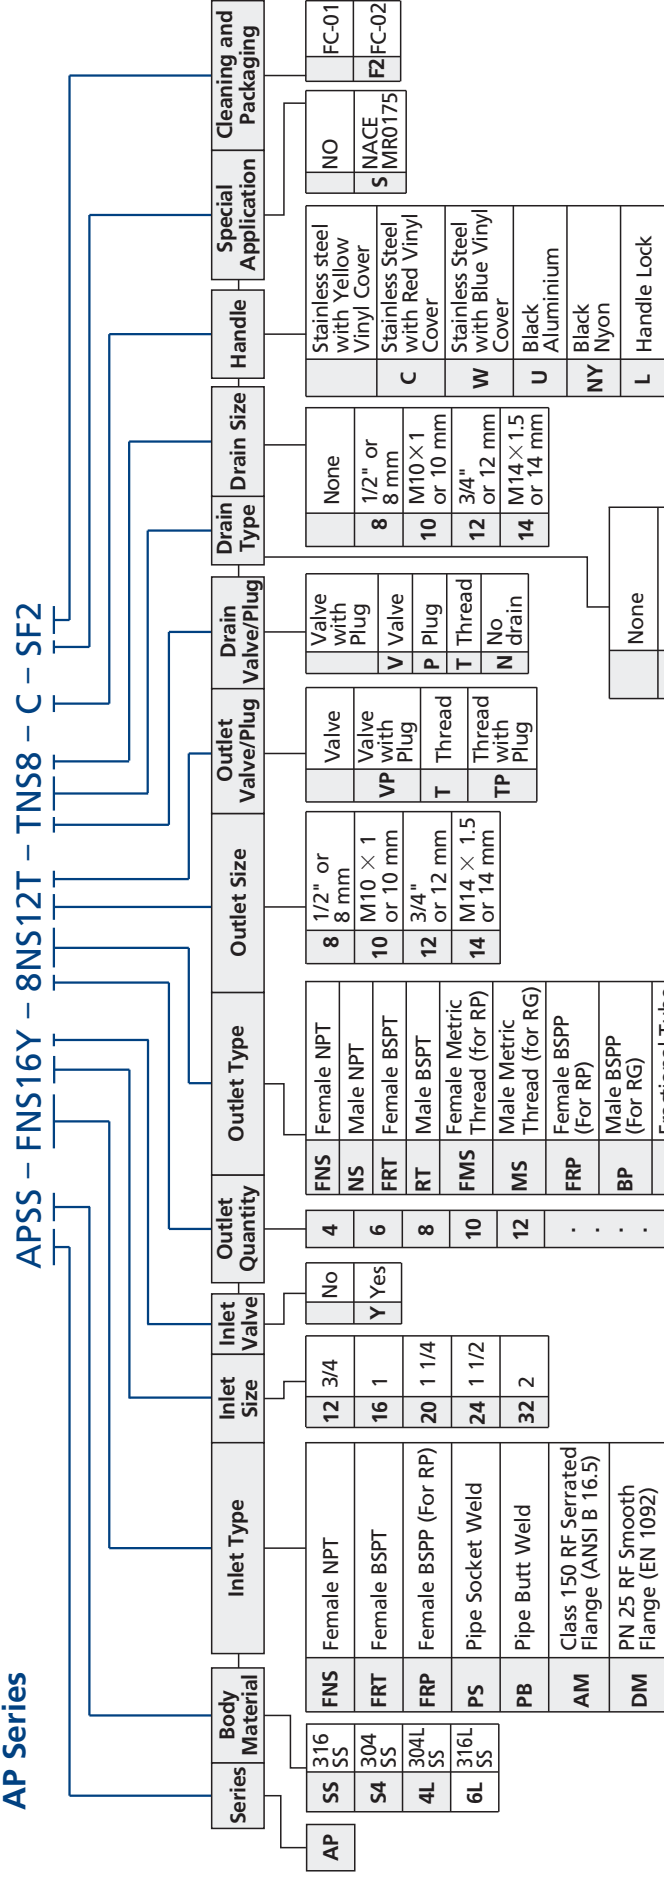 AP Series
APSS – FNS16Y – 8NS12T – TNS8 – C – SF2
Series
AP
Body
Material
SS 316
SS
S4 304
SS
4L 304L
SS
6L 316L
SS
Inlet Type
FNS Female NPT
FRT Female BSPT
FRP Female BSPP (For RP)
PS Pipe Socket Weld
PB Pipe Butt Weld
AM Class 150 RF Serrated
Flange (ANSI B 16.5)
DM PN 25 RF Smooth
Flange (EN 1092)
Inlet
Size
12 3/4
16 1
20 1 1/4
24 1 1/2
32 2
Inlet
Valve
No
Y Yes
Outlet
Quantity
4
6
8
10
12
. . . .
Outlet Type
FNS Female NPT
NS Male NPT
FRT Female BSPT
RT Male BSPT
FMS Female Metric
Thread (for RP)
MS Male Metric
Thread (for RG)
FRP Female BSPP
(For RP)
BP Male BSPP
(For RG)
Outlet Size
8 1/2" or
8 mm
10 M10 × 1
or 10 mm
12 3/4"
or 12 mm
14 M14 × 1.5
or 14 mm
Outlet
Valve/Plug
Valve
VP Valve
with
Plug
T Thread
TP Thread
with
Plug
Drain
Valve/Plug
Valve
with
Plug
V Valve
P Plug
T Thread
N No
drain
Drain
Type
None
Drain Size
None
8 1/2" or
8 mm
10 M10×1
or 10 mm
12 3/4"
or 12 mm
14 M14×1.5
or 14 mm
Handle
Stainless steel
with Yellow
Vinyl Cover
C Stainless Steel
with Red Vinyl
Cover
W Stainless Steel
with Blue Vinyl
Cover
U Black
Aluminium
NY Black
Nyon
L Handle Lock
Special
Application
NO
S NACE
MR0175
Cleaning and
Packaging
FC-01
F2 FC-02